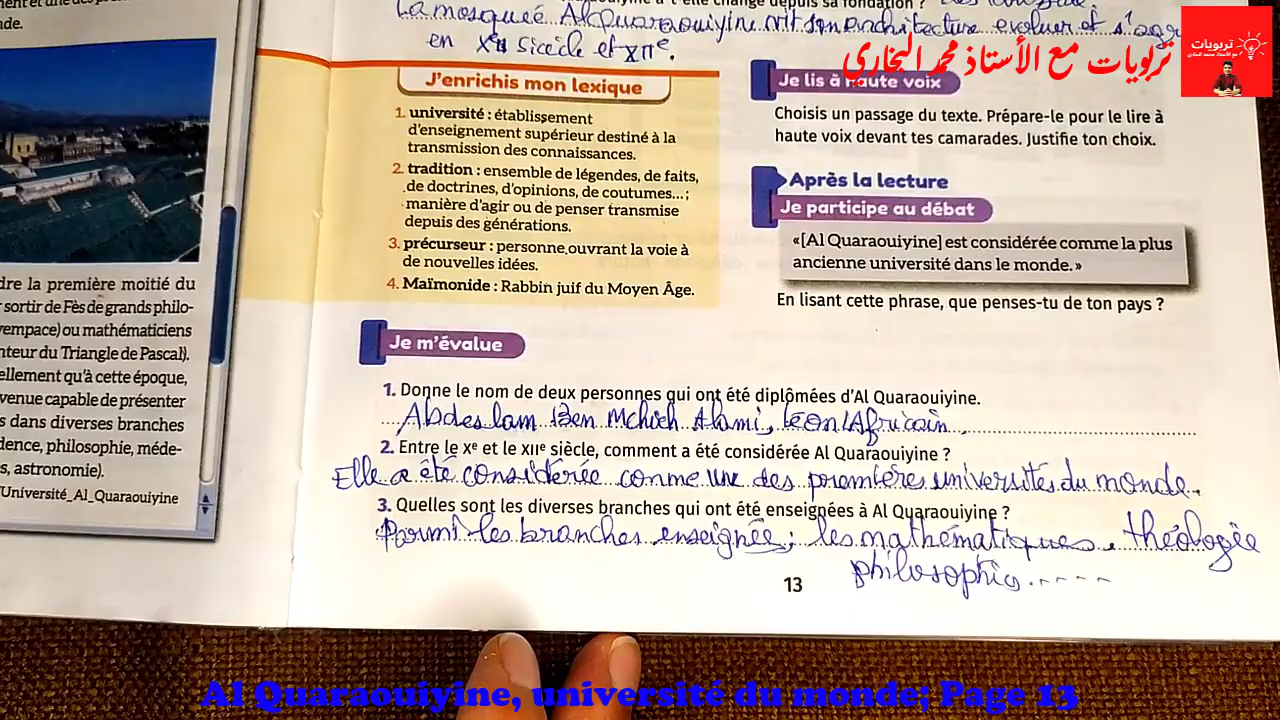 nde.
La mosqueé Al Quaraouiyine vit son architecture evoluer et s'agr
en siecle et XIIe.
تربويات مع الأستاذ محمد البخاري
تربويات
J'enrichis mon lexique
1. université : établissement
d'enseignement supérieur destiné à la
transmission des connaissances.
2. tradition : ensemble de légendes, de faits,
de doctrines, d'opinions, de coutumes...;
manière d'agir ou de penser transmise
depuis des générations.
3. précurseur : personne ouvrant la voie à
de nouvelles idées.
4. Maïmonide : Rabbin juif du Moyen Âge.
Je lis à haute voix
Choisis un passage du texte. Prépare-le pour le lire à
haute voix devant tes camarades. Justifie ton choix.
Après la lecture
Je participe au débat
«[Al Quaraouiyine] est considérée comme la plus
ancienne université dans le monde.»
En lisant cette phrase, que penses-tu de ton pays ?
dre la première moitié du
sortir de Fès de grands philo-
vempace) ou mathématiciens
nteur du Triangle de Pascal).
ellement qu'à cette époque,
venue capable de présenter
s dans diverses branches
dence, philosophie, méde-
s, astronomie).
Université_Al_Quaraouiyine
Je m'évalue
1. Donne le nom de deux personnes qui ont été diplômées d'Al Quaraouiyine.
Abdeslam Ben Mchich Alami, Léon l'Africain
2. Entre le Xe et le XIIe siècle, comment a été considérée Al Quaraouiyine ?
Elle a été considérée comme une des premières universités du monde.
3. Quelles sont les diverses branches qui ont été enseignées à Al Quaraouiyine ?
Parmi les branches enseignée; les mathématiques, théologie
philosophie.....
13
Al Quaraouiyine, université du monde; Page 13